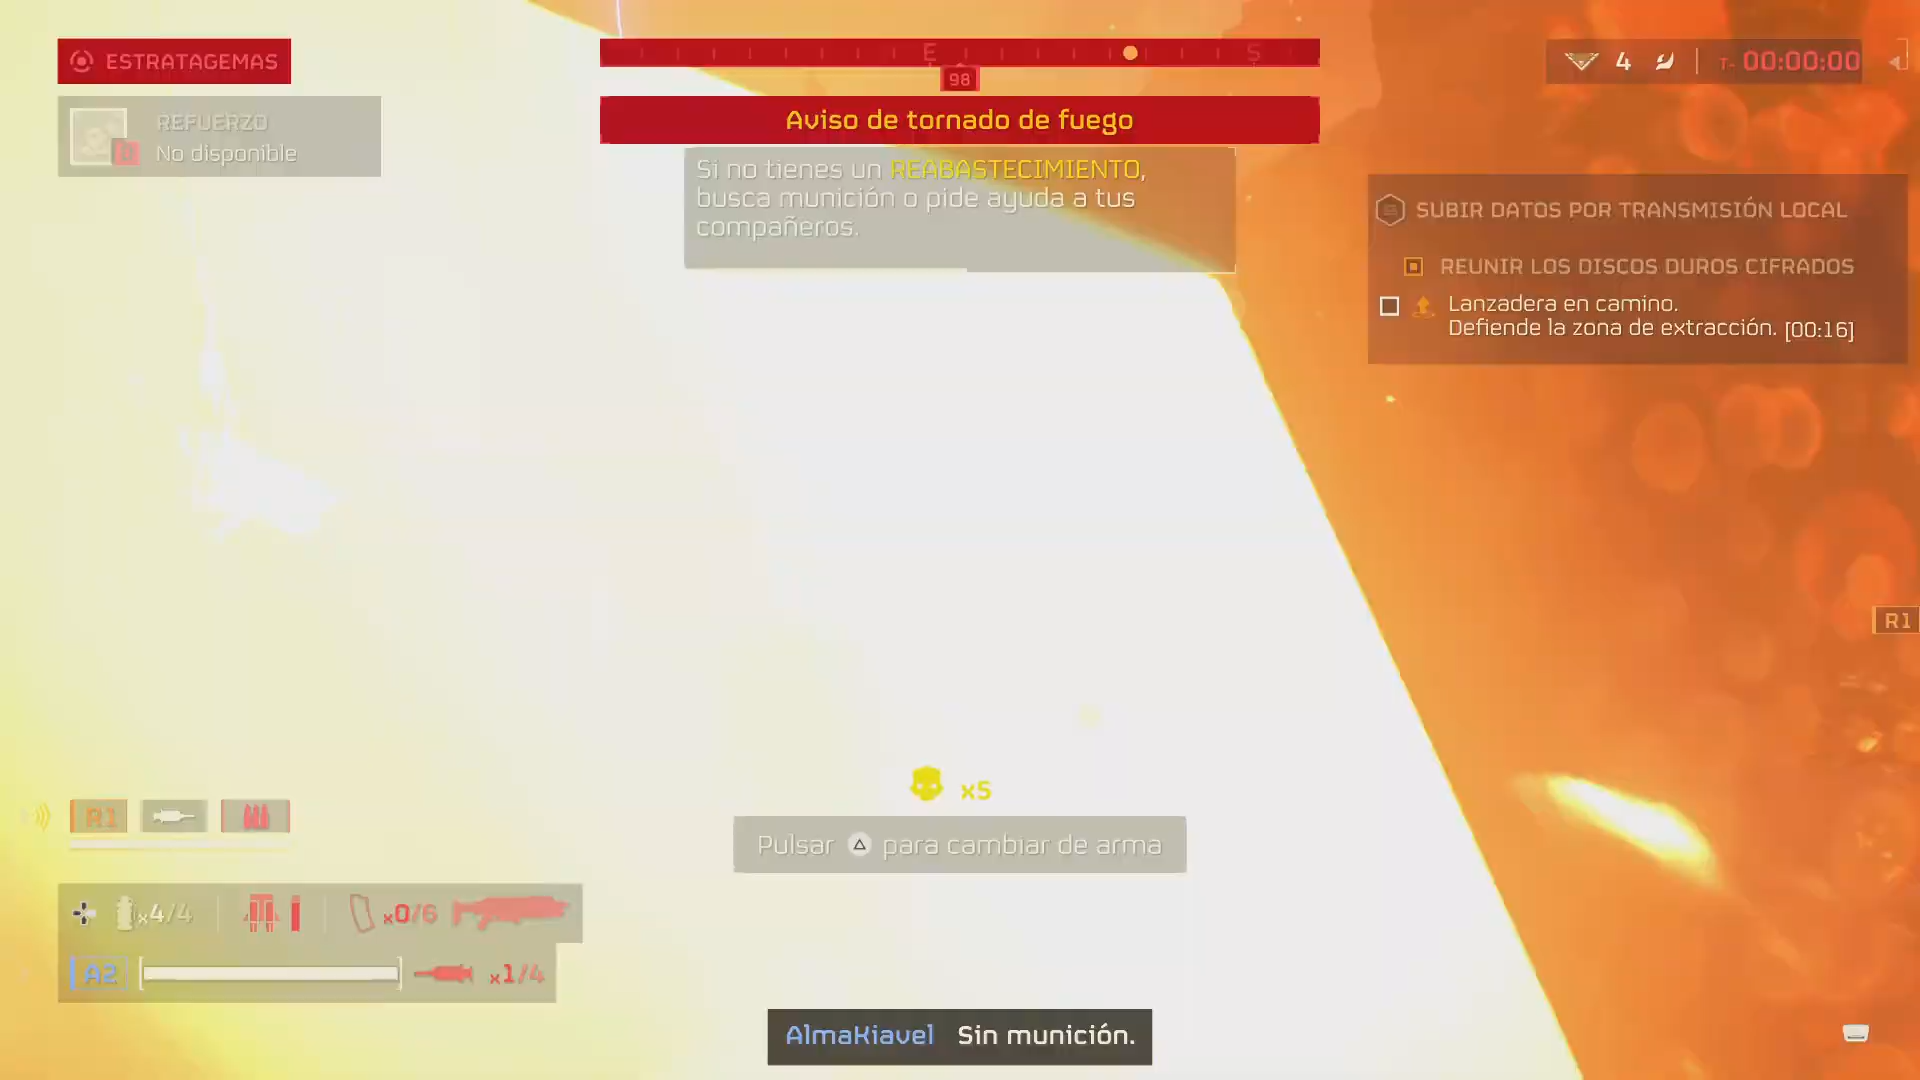 ESTRATAGEMAS
REFUERZO
No disponible
E
S
98
Aviso de tornado de fuego
Si no tienes un REABASTECIMIENTO,
busca munición o pide ayuda a tus
compañeros.
4
T- 00:00:00
SUBIR DATOS POR TRANSMISIÓN LOCAL
REUNIR LOS DISCOS DUROS CIFRADOS
Lanzadera en camino.
Defiende la zona de extracción. [00:16]
R1
x5
Pulsar para cambiar de arma
R1
x4/4
x0/6
A2
x1/4
AlmaKiavel Sin munición.